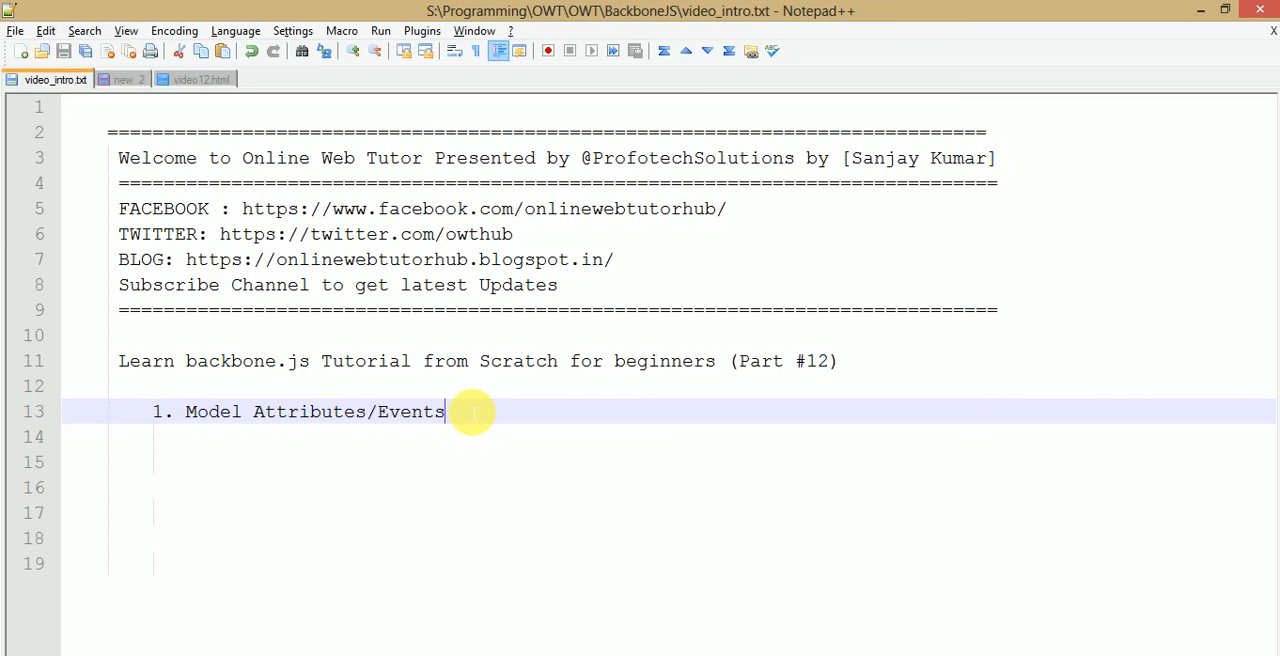 S:\Programming\OWT\OWT\BackboneJS\video_intro.txt - Notepad++
File Edit Search View Encoding Language Settings Macro Run Plugins Window ? X
video_intro.txt new 2 video12.html
1
2 ==============================================================================
3 Welcome to Online Web Tutor Presented by @ProfotechSolutions by [Sanjay Kumar]
4 ==============================================================================
5 FACEBOOK : https://www.facebook.com/onlinewebtutorhub/
6 TWITTER: https://twitter.com/owthub
7 BLOG: https://onlinewebtutorhub.blogspot.in/
8 Subscribe Channel to get latest Updates
9 ==============================================================================
10
11 Learn backbone.js Tutorial from Scratch for beginners (Part #12)
12
13 1. Model Attributes/Events
14
15
16
17
18
19